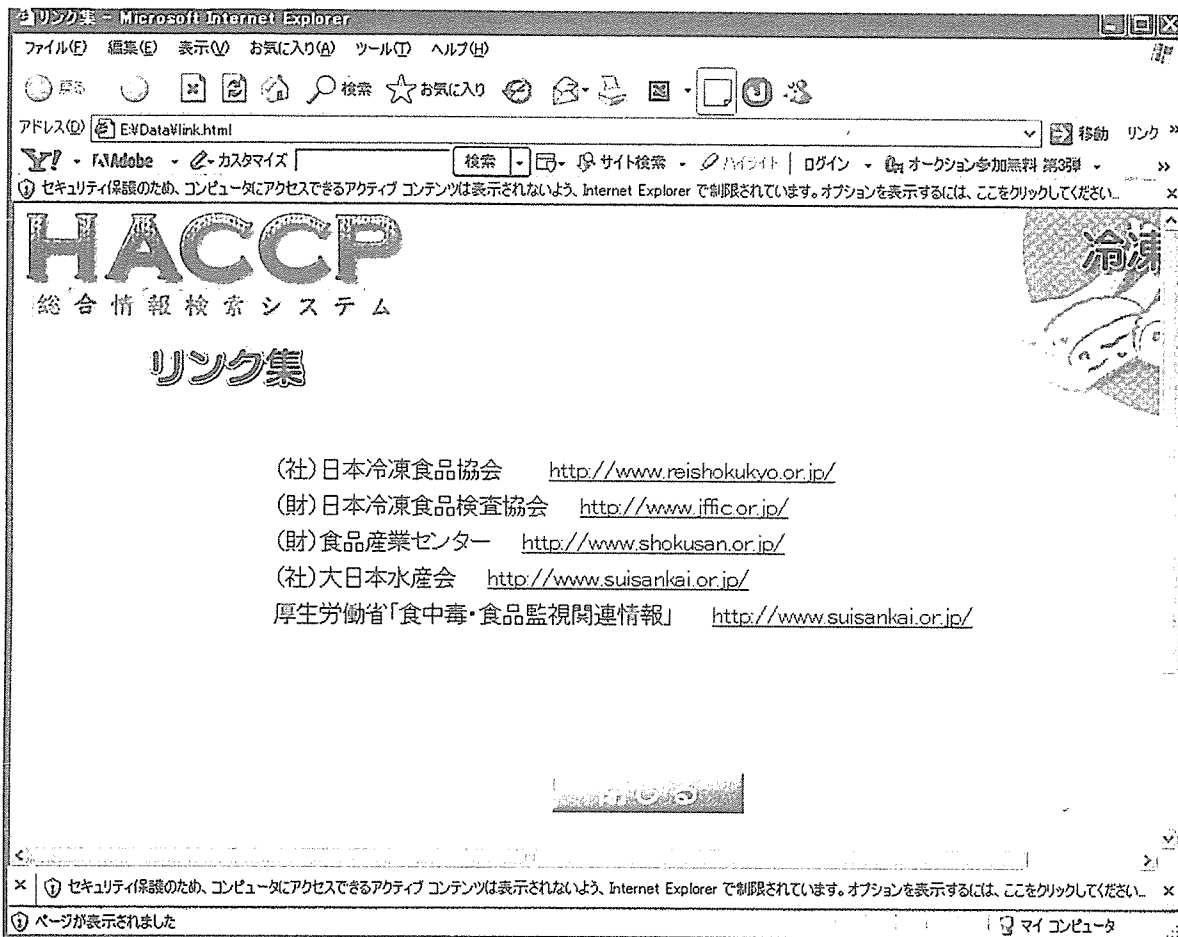 リンク集 - Microsoft Internet Explorer
ファイル(F) 編集(E) 表示(V) お気に入り(A) ツール(T) ヘルプ(H)
戻る 検索 お気に入り
アドレス(D) E:¥Data¥link.html 移動 リンク »
Y! Adobe カスタマイズ 検索 サイト検索 ハイライト ログイン オークション参加無料 第3弾 »
セキュリティ保護のため、コンピュータにアクセスできるアクティブ コンテンツは表示されないよう、Internet Explorer で制限されています。オプションを表示するには、ここをクリックしてください...
HACCP
総合情報検索システム
冷凍
リンク集
(社)日本冷凍食品協会 http://www.reishokukyo.or.jp/
(財)日本冷凍食品検査協会 http://www.jffic.or.jp/
(財)食品産業センター http://www.shokusan.or.jp/
(社)大日本水産会 http://www.suisankai.or.jp/
厚生労働省「食中毒・食品監視関連情報」 http://www.suisankai.or.jp/
閉じる
セキュリティ保護のため、コンピュータにアクセスできるアクティブ コンテンツは表示されないよう、Internet Explorer で制限されています。オプションを表示するには、ここをクリックしてください...
ページが表示されました マイ コンピュータ